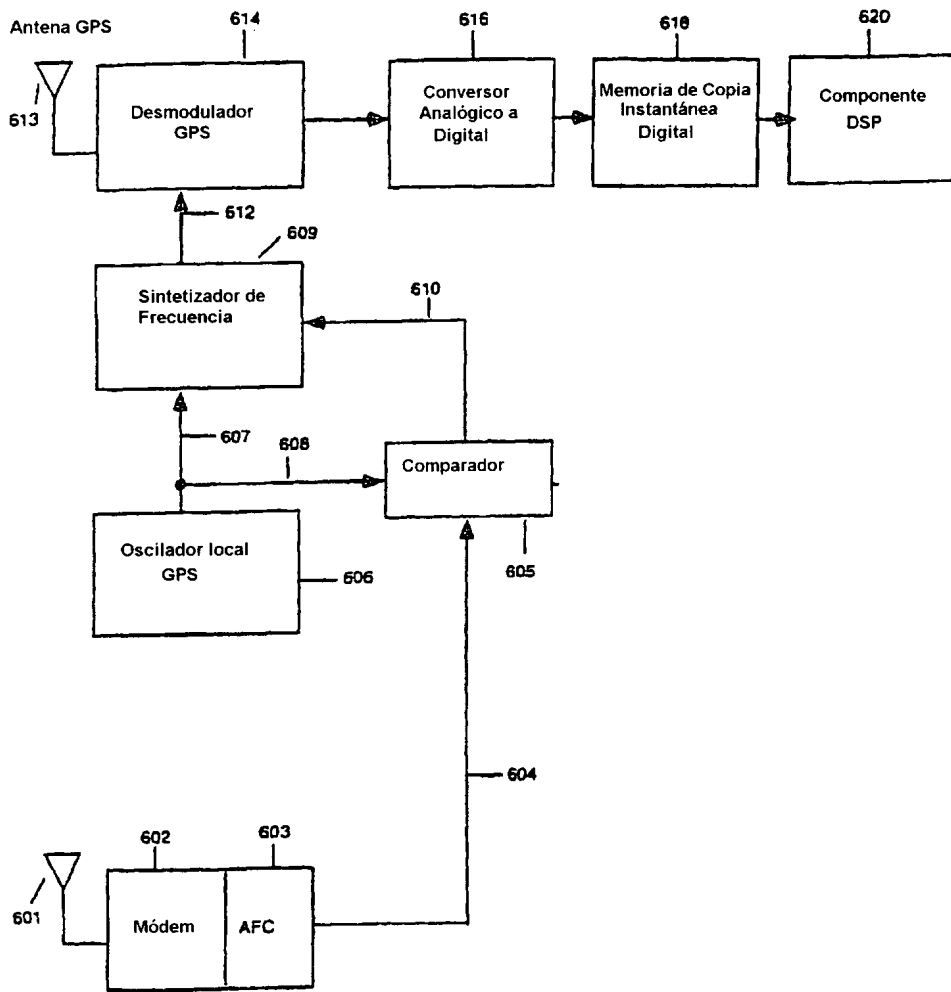 Antena GPS
614
616
618
620
613
Desmodulador
GPS
Conversor
Analógico a
Digital
Memoria de Copia
Instantánea
Digital
Componente
DSP
612
609
Sintetizador de
Frecuencia
610
607
608
Comparador
Oscilador local
GPS
606
605
604
602
603
601
Módem
AFC